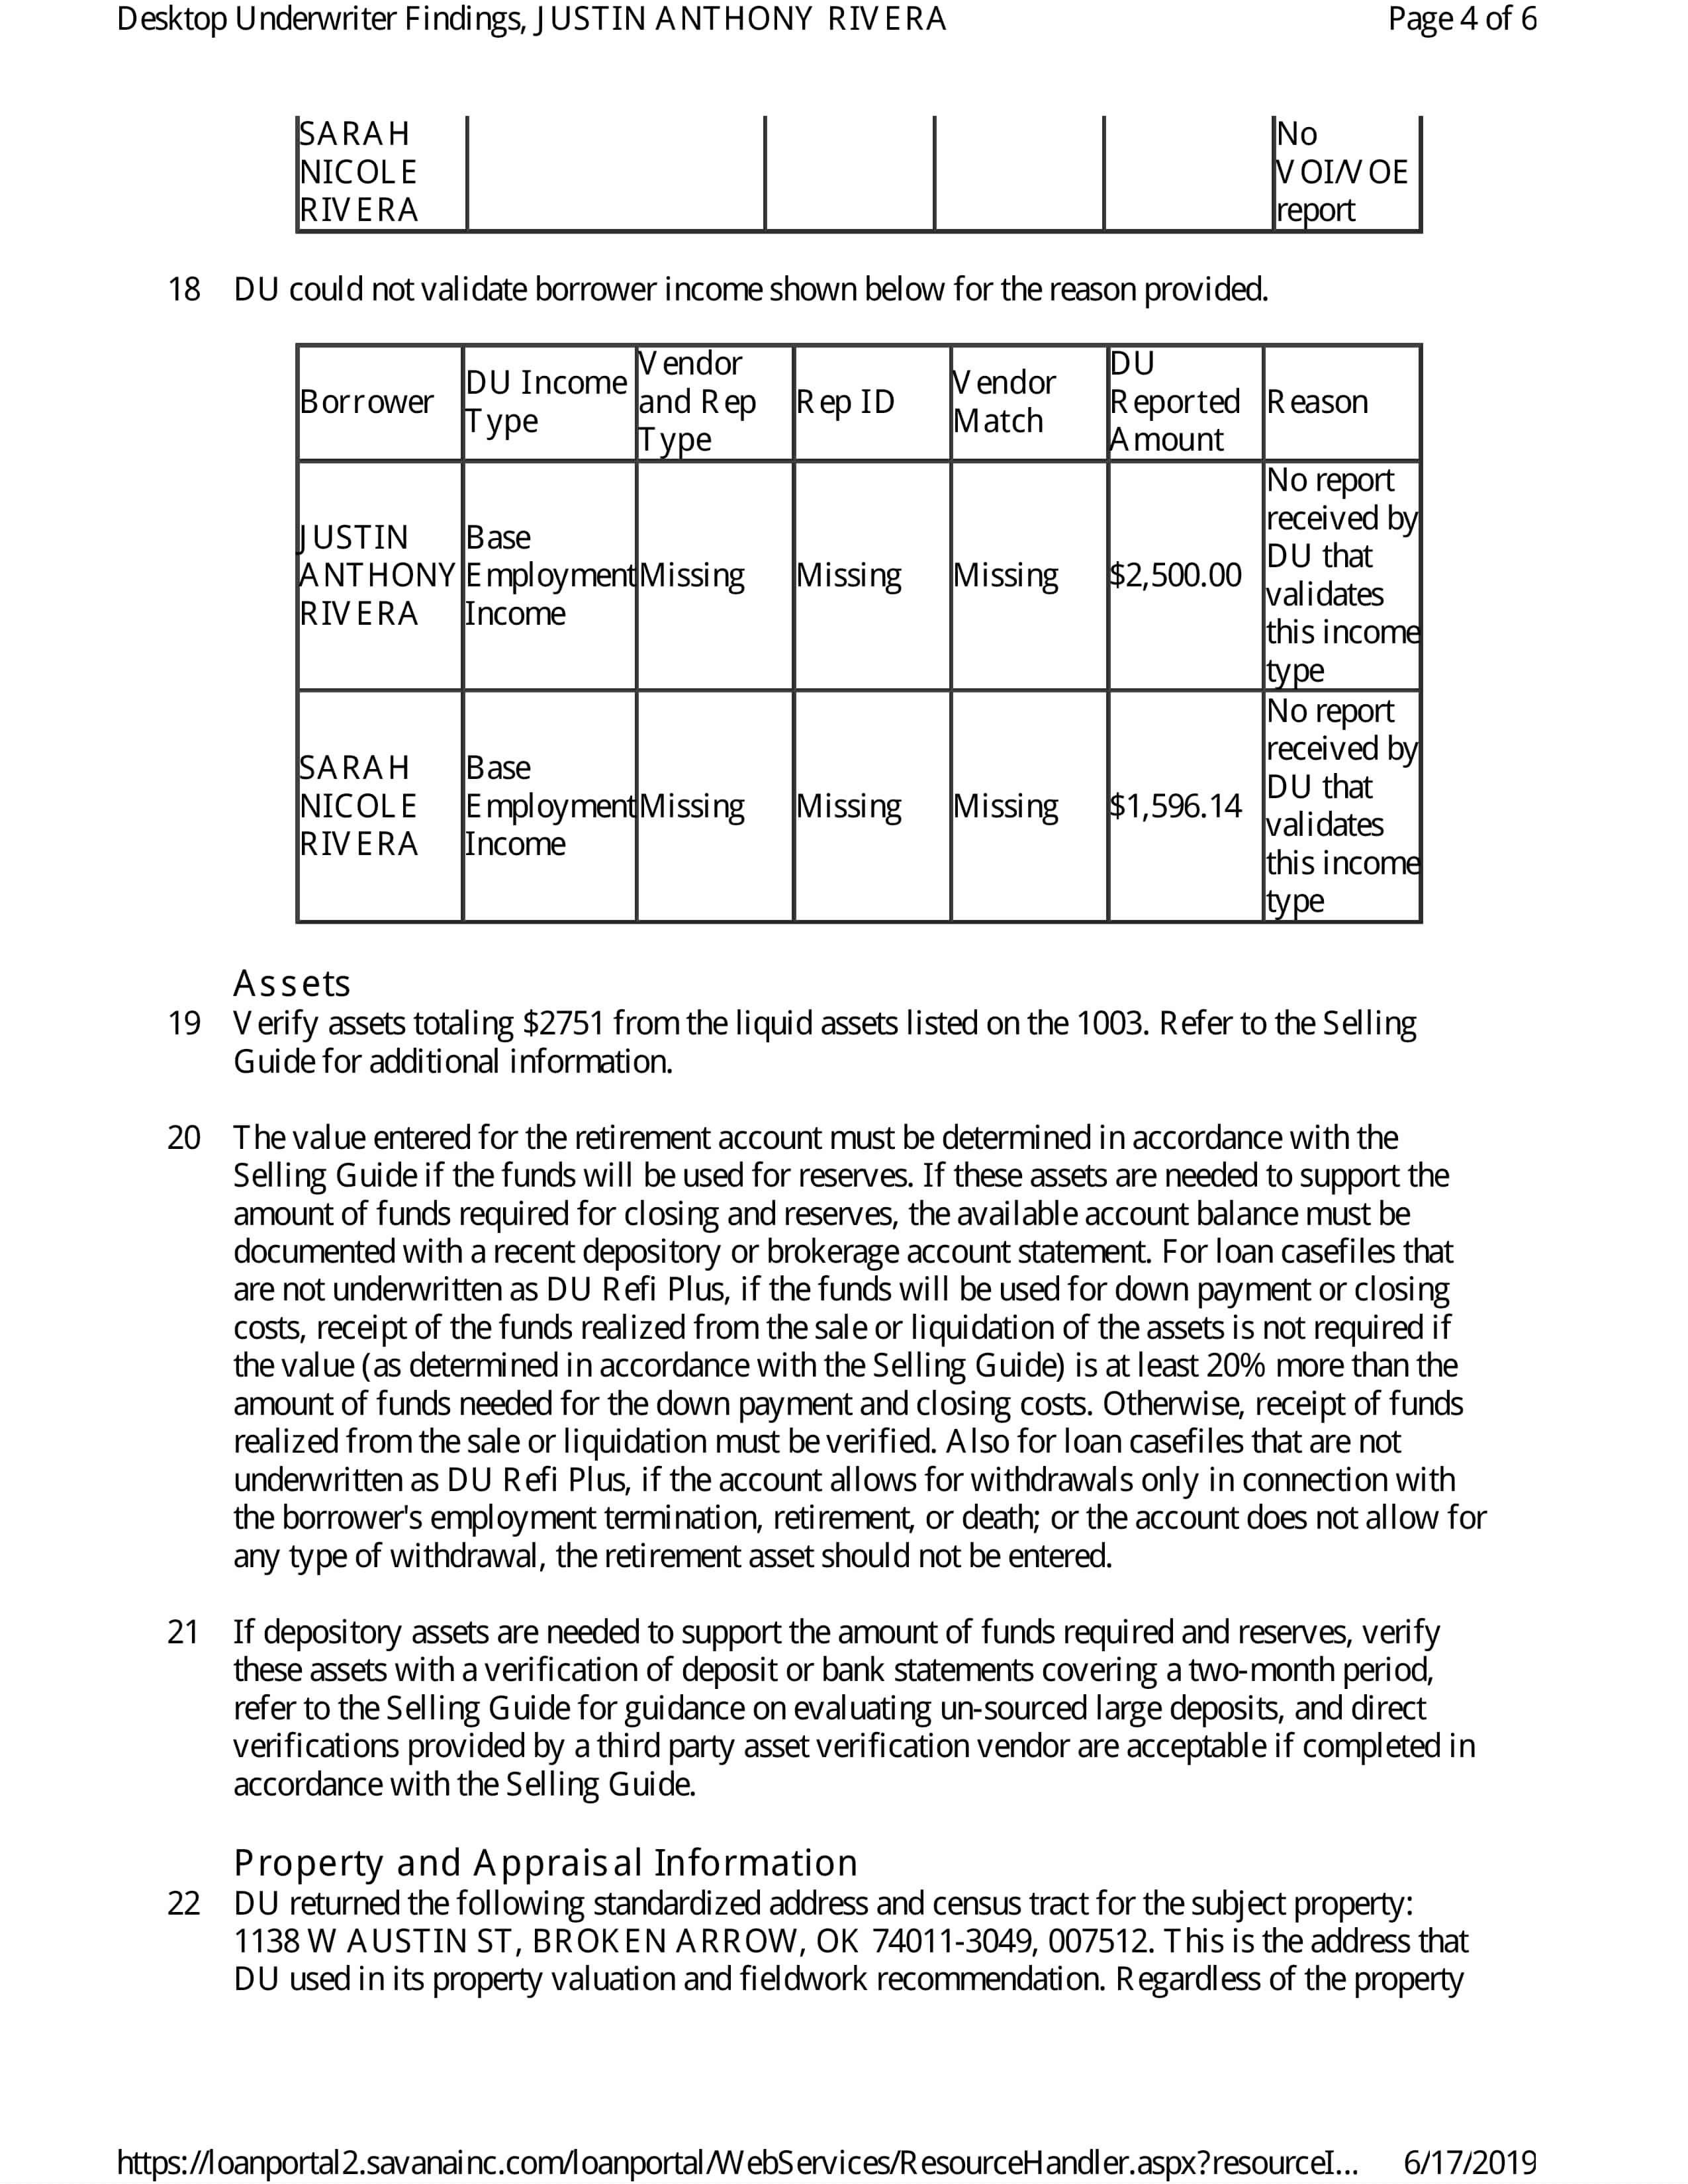 Desktop Underwriter Findings, JUSTIN ANTHONY RIVERA Page 4 of 6
SARAH
NICOLE
RIVERA
No
VOI/VOE
report
18 DU could not validate borrower income shown below for the reason provided.
Borrower
DU Income
Type
Vendor
and Rep
Type
Rep ID
Vendor
Match
DU
Reported
Amount
Reason
JUSTIN
ANTHONY
RIVERA
Base
Employment
Income
Missing
Missing
Missing
$2,500.00
No report
received by
DU that
validates
this income
type
SARAH
NICOLE
RIVERA
Base
Employment
Income
Missing
Missing
Missing
$1,596.14
No report
received by
DU that
validates
this income
type
Assets
19 Verify assets totaling $2751 from the liquid assets listed on the 1003. Refer to the Selling
Guide for additional information.
20 The value entered for the retirement account must be determined in accordance with the
Selling Guide if the funds will be used for reserves. If these assets are needed to support the
amount of funds required for closing and reserves, the available account balance must be
documented with a recent depository or brokerage account statement. For loan casefiles that
are not underwritten as DU Refi Plus, if the funds will be used for down payment or closing
costs, receipt of the funds realized from the sale or liquidation of the assets is not required if
the value (as determined in accordance with the Selling Guide) is at least 20% more than the
amount of funds needed for the down payment and closing costs. Otherwise, receipt of funds
realized from the sale or liquidation must be verified. Also for loan casefiles that are not
underwritten as DU Refi Plus, if the account allows for withdrawals only in connection with
the borrower's employment termination, retirement, or death; or the account does not allow for
any type of withdrawal, the retirement asset should not be entered.
21 If depository assets are needed to support the amount of funds required and reserves, verify
these assets with a verification of deposit or bank statements covering a two-month period,
refer to the Selling Guide for guidance on evaluating un-sourced large deposits, and direct
verifications provided by a third party asset verification vendor are acceptable if completed in
accordance with the Selling Guide.
Property and Appraisal Information
22 DU returned the following standardized address and census tract for the subject property:
1138 W AUSTIN ST, BROKEN ARROW, OK 74011-3049, 007512. This is the address that
DU used in its property valuation and fieldwork recommendation. Regardless of the property
https://loanportal2.savanainc.com/loanportal/WebServices/ResourceHandler.aspx?resourceI... 6/17/2019